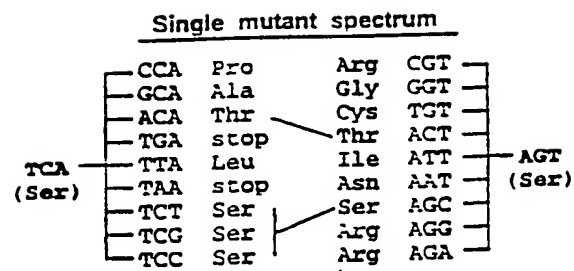 Single mutant spectrum
CCA Pro Arg CGT
GCA Ala Gly GGT
ACA Thr Cys TGT
TGA stop Thr ACT
TCA TTA Leu Ile ATT AGT
(Ser) TAA stop Asn AAT (Ser)
TCT Ser Ser AGC
TCG Ser Arg AGG
TCC Ser Arg AGA